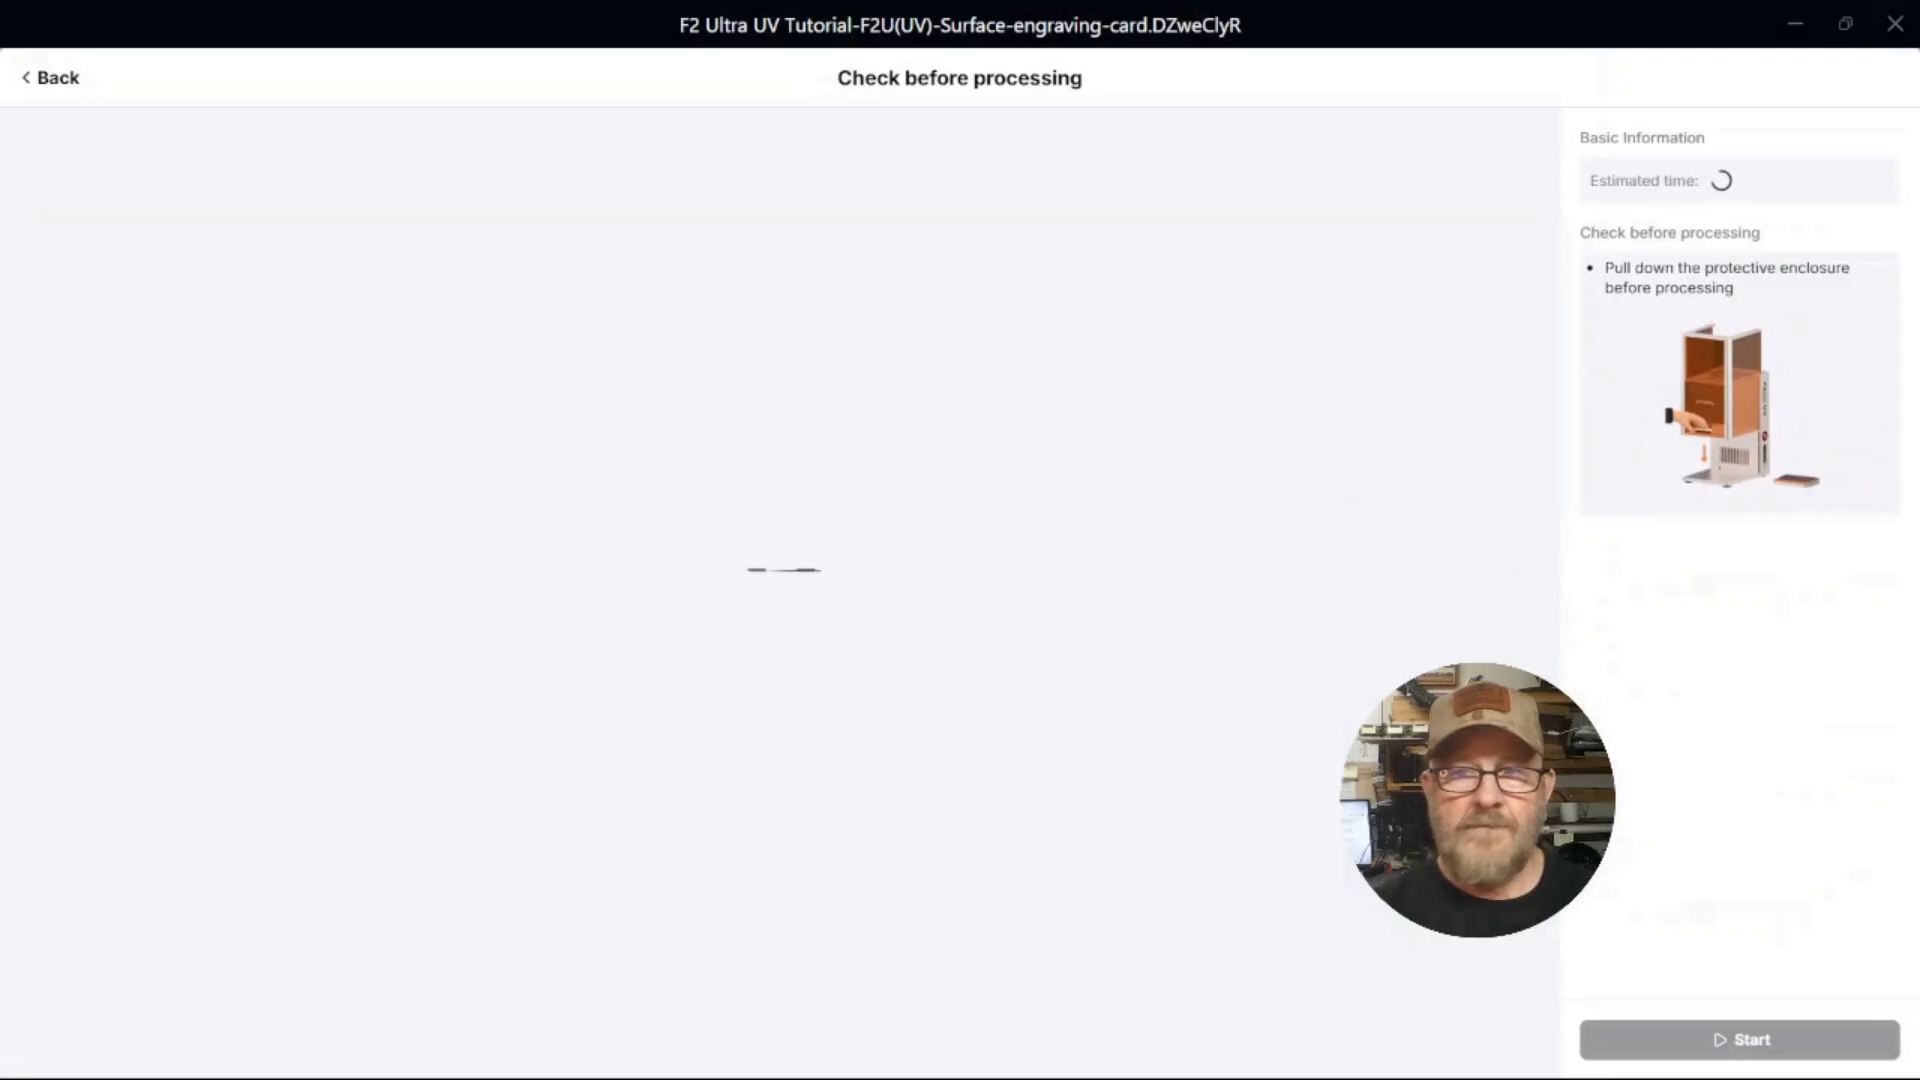 F2 Ultra UV Tutorial-F2U(UV)-Surface-engraving-card.DZweClyR
Back
Check before processing
Basic Information
Estimated time:
Check before processing
• Pull down the protective enclosure
before processing
Start